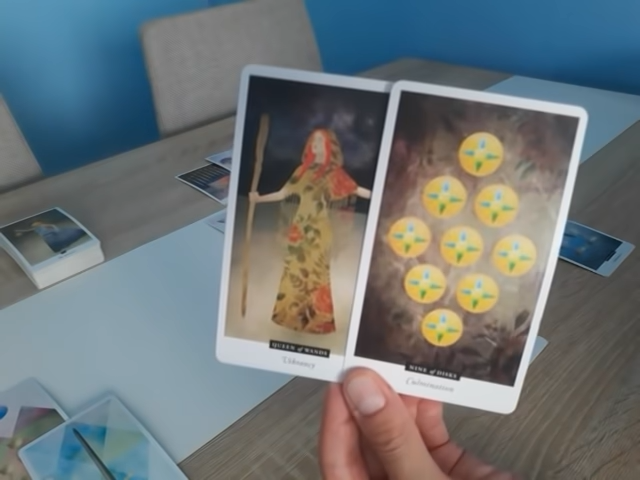 QUEEN of WANDS
Vibrancy
NINE of DISKS
Culmination